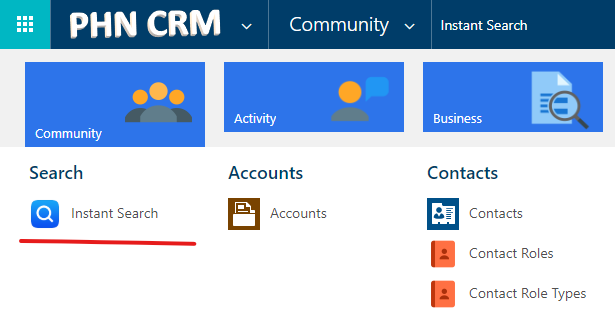 PHN CRM Community Instant Search
Community Activity Business
Search Accounts Contacts
Instant Search Accounts Contacts
Contact Roles
Contact Role Types